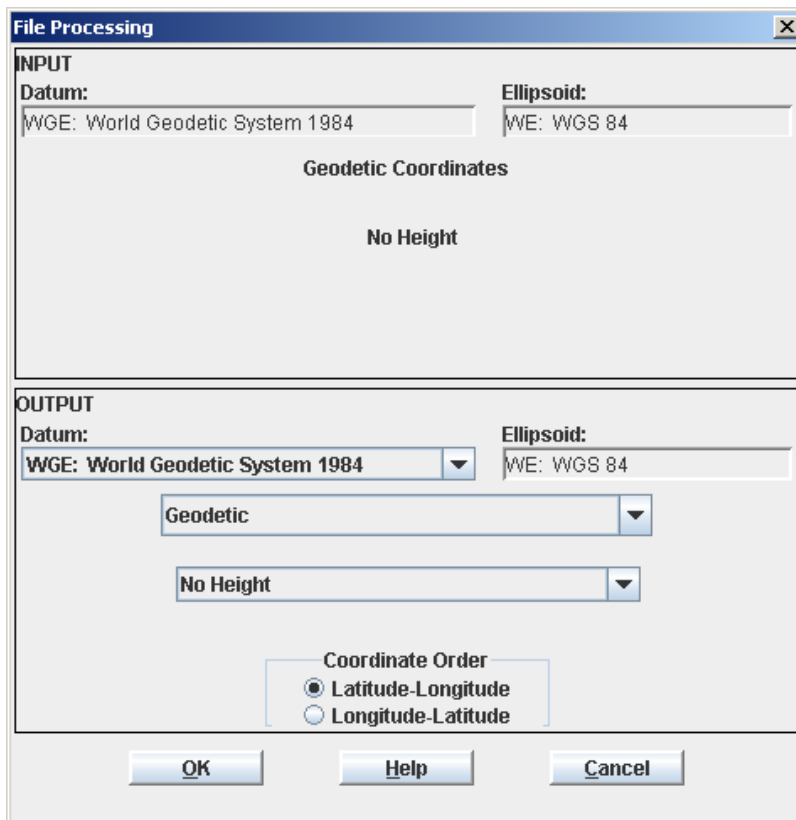 File Processing
INPUT
Datum: Ellipsoid:
WGE: World Geodetic System 1984 WE: WGS 84
Geodetic Coordinates
No Height
OUTPUT
Datum: Ellipsoid:
WGE: World Geodetic System 1984 WE: WGS 84
Geodetic
No Height
Coordinate Order
Latitude-Longitude
Longitude-Latitude
OK Help Cancel